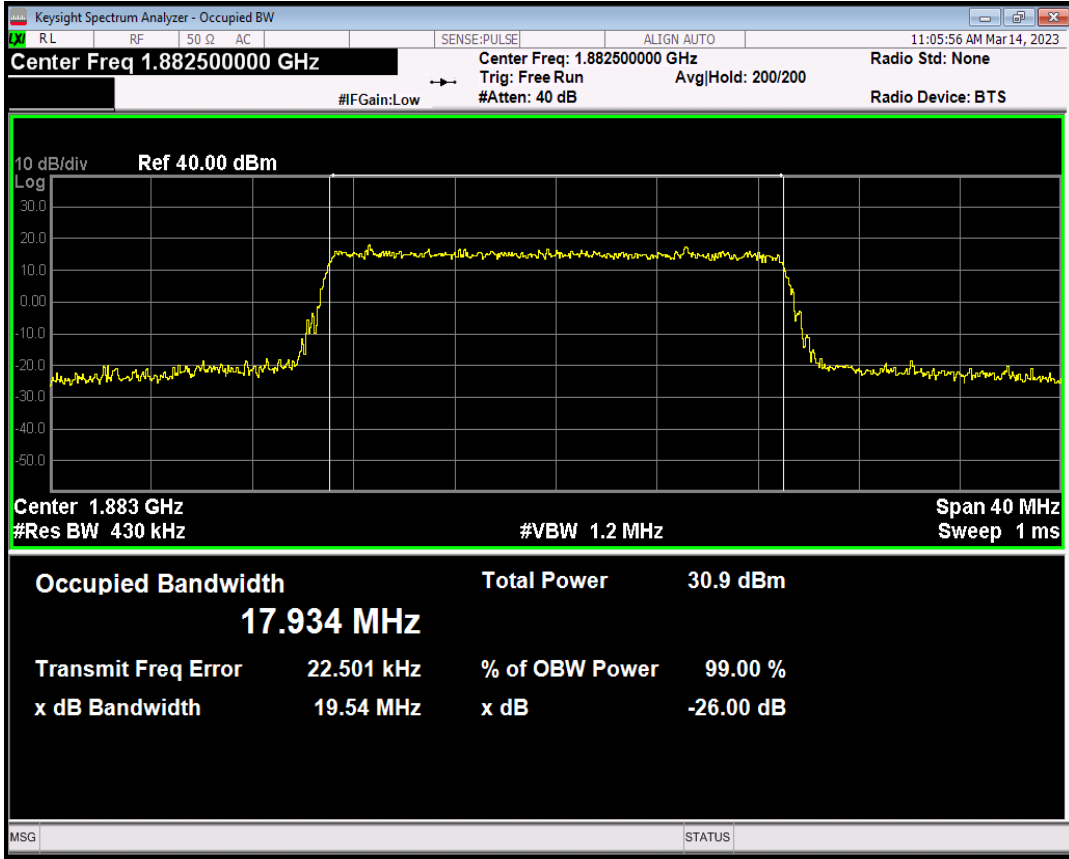 Keysight Spectrum Analyzer - Occupied BW
LXI RL RF 50 Ω AC SENSE:PULSE ALIGN AUTO 11:05:56 AM Mar 14, 2023
Center Freq 1.882500000 GHz
Center Freq: 1.882500000 GHz
Radio Std: None
Trig: Free Run Avg|Hold: 200/200
#IFGain:Low
#Atten: 40 dB
Radio Device: BTS
10 dB/div Ref 40.00 dBm
Log
30.0
20.0
10.0
0.00
-10.0
-20.0
-30.0
-40.0
-50.0
Center 1.883 GHz Span 40 MHz
#Res BW 430 kHz #VBW 1.2 MHz Sweep 1 ms
Occupied Bandwidth Total Power 30.9 dBm
17.934 MHz
Transmit Freq Error 22.501 kHz % of OBW Power 99.00 %
x dB Bandwidth 19.54 MHz x dB -26.00 dB
MSG STATUS